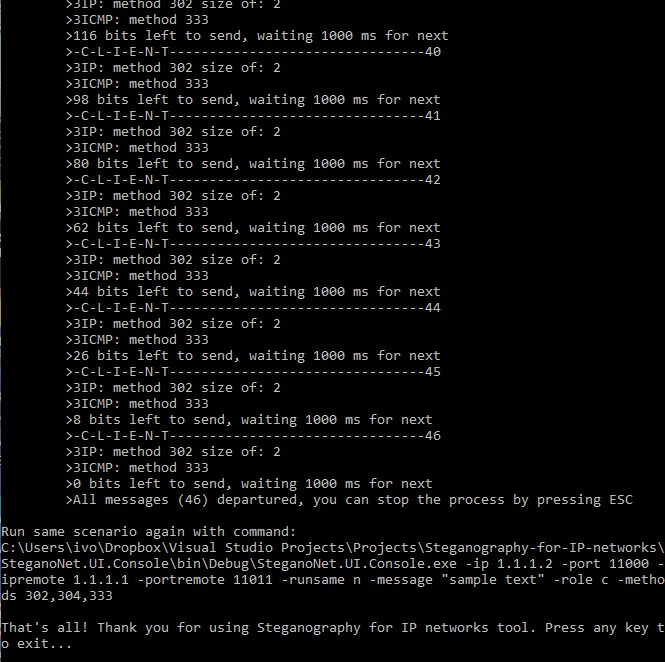 >3IP: method 302 size of: 2
>3ICMP: method 333
>116 bits left to send, waiting 1000 ms for next
>-C-L-I-E-N-T--------------------------------40
>3IP: method 302 size of: 2
>3ICMP: method 333
>98 bits left to send, waiting 1000 ms for next
>-C-L-I-E-N-T--------------------------------41
>3IP: method 302 size of: 2
>3ICMP: method 333
>80 bits left to send, waiting 1000 ms for next
>-C-L-I-E-N-T--------------------------------42
>3IP: method 302 size of: 2
>3ICMP: method 333
>62 bits left to send, waiting 1000 ms for next
>-C-L-I-E-N-T--------------------------------43
>3IP: method 302 size of: 2
>3ICMP: method 333
>44 bits left to send, waiting 1000 ms for next
>-C-L-I-E-N-T--------------------------------44
>3IP: method 302 size of: 2
>3ICMP: method 333
>26 bits left to send, waiting 1000 ms for next
>-C-L-I-E-N-T--------------------------------45
>3IP: method 302 size of: 2
>3ICMP: method 333
>8 bits left to send, waiting 1000 ms for next
>-C-L-I-E-N-T--------------------------------46
>3IP: method 302 size of: 2
>3ICMP: method 333
>0 bits left to send, waiting 1000 ms for next
>All messages (46) departured, you can stop the process by pressing ESC
Run same scenario again with command:
C:\Users\ivo\Dropbox\Visual Studio Projects\Projects\Steganography-for-IP-networks\
SteganoNet.UI.Console\bin\Debug\SteganoNet.UI.Console.exe -ip 1.1.1.2 -port 11000 -
ipremote 1.1.1.1 -portremote 11011 -runsame n -message "sample text" -role c -metho
ds 302,304,333
That's all! Thank you for using Steganography for IP networks tool. Press any key t
o exit...